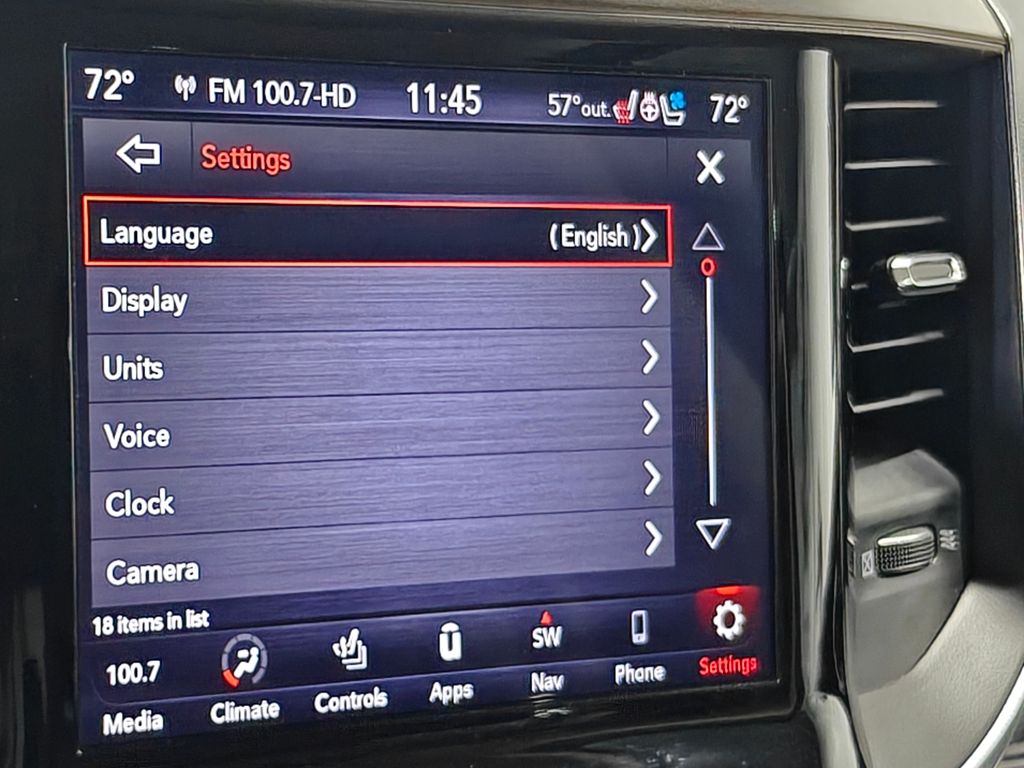 72° FM 100.7-HD 11:45 57° out. 72°
Settings
Language (English)
Display
Units
Voice
Clock
Camera
18 items in list
100.7 SW
Media Climate Controls Apps Nav Phone Settings